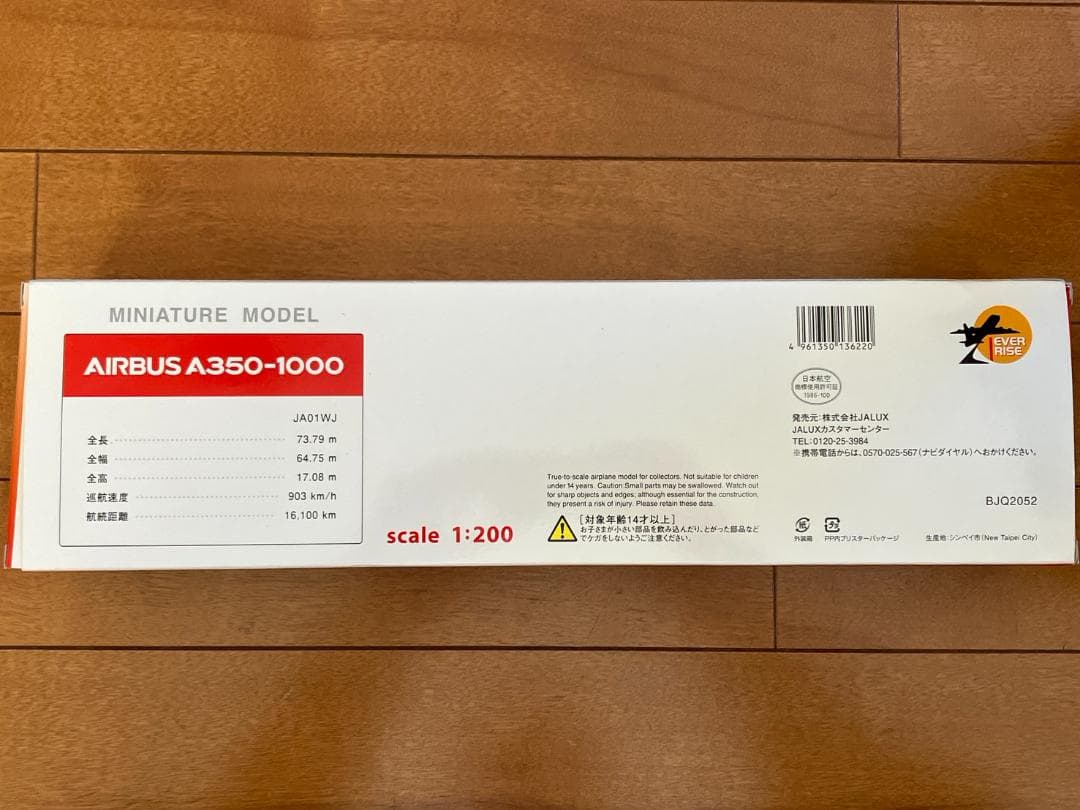 MINIATURE MODEL
AIRBUS A350-1000
JA01WJ
全長 73.79 m
全幅 64.75 m
全高 17.08 m
巡航速度 903 km/h
航続距離 16,100 km
scale 1:200
True-to-scale airplane model for collectors. Not suitable for children
under 14 years. Caution:Small parts may be swallowed. Watch out
for sharp objects and edges, although essential for the construction,
they present a risk of injury. Please retain these data.
[対象年齢14才以上]
お子さまが小さい部品を飲み込んだり、とがった部品など
でケガをしないようご注意ください。
4 961350 136220
日本航空
商標使用許可証
1986-100
発売元:株式会社JALUX
JALUXカスタマーセンター
TEL:0120-25-3984
※携帯電話からは、0570-025-567(ナビダイヤル)へおかけください。
EVER
RISE
BJQ2052
紙
外装箱
プラ
PP内ブリスターパッケージ
生産地:シンペイ市(New Taipei City)